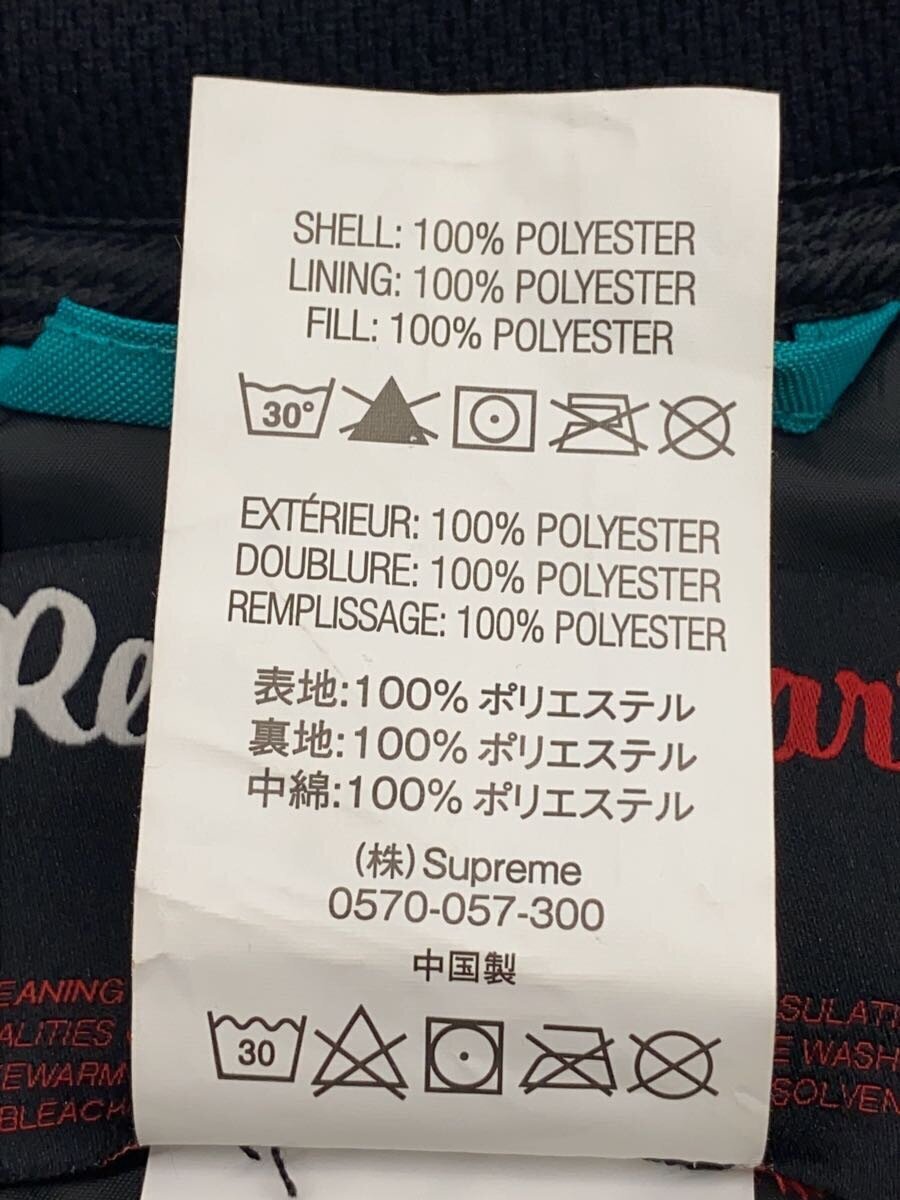 SHELL: 100% POLYESTER
LINING: 100% POLYESTER
FILL: 100% POLYESTER
30°
EXTÉRIEUR: 100% POLYESTER
DOUBLURE: 100% POLYESTER
REMPLISSAGE: 100% POLYESTER
表地:100% ポリエステル
裏地:100% ポリエステル
中綿:100% ポリエステル
(株) Supreme
0570-057-300
中国製
30